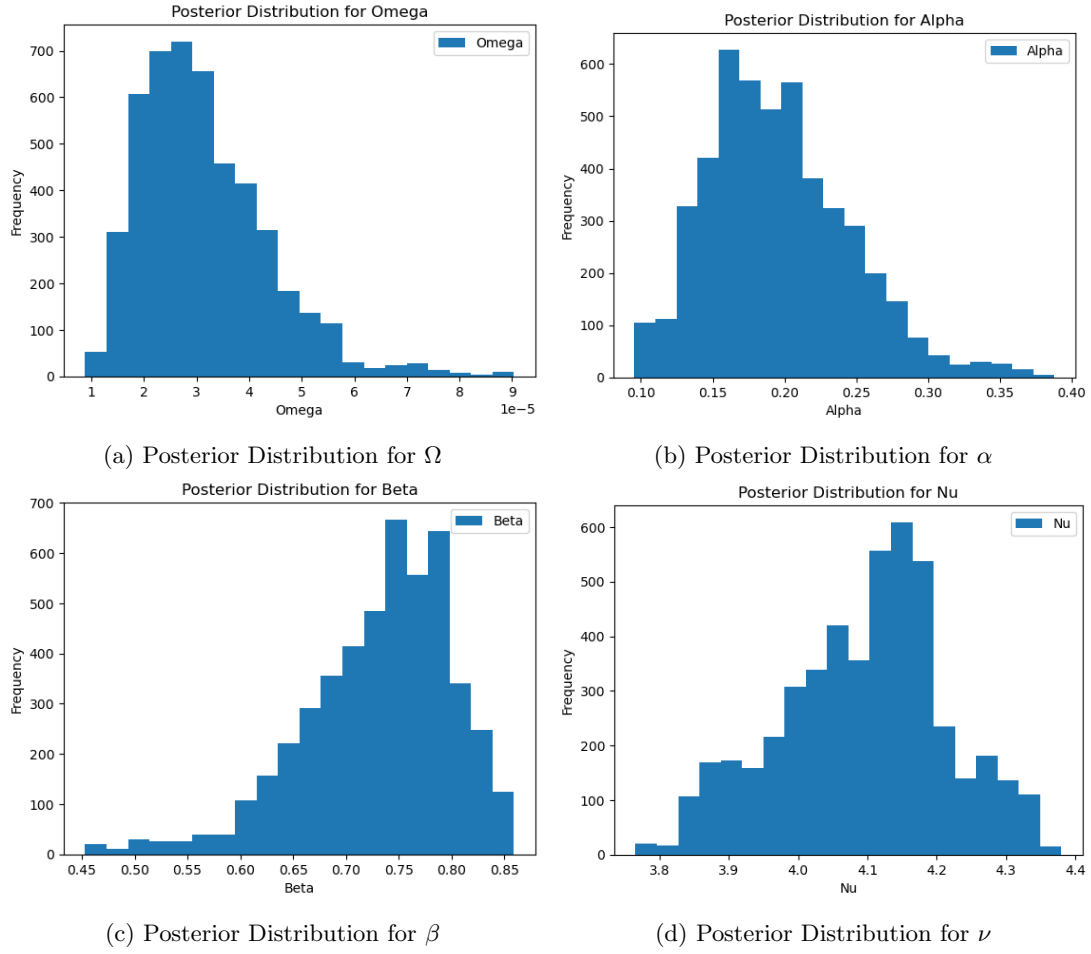 Posterior Distribution for Omega
Omega
Frequency
700
600
500
400
300
200
100
0
1 2 3 4 5 6 7 8 9
1e−5
Omega
(a) Posterior Distribution for Ω
Posterior Distribution for Alpha
Alpha
Frequency
600
500
400
300
200
100
0
0.10 0.15 0.20 0.25 0.30 0.35 0.40
Alpha
(b) Posterior Distribution for α
Posterior Distribution for Beta
Beta
Frequency
700
600
500
400
300
200
100
0
0.45 0.50 0.55 0.60 0.65 0.70 0.75 0.80 0.85
Beta
(c) Posterior Distribution for β
Posterior Distribution for Nu
Nu
Frequency
600
500
400
300
200
100
0
3.8 3.9 4.0 4.1 4.2 4.3 4.4
Nu
(d) Posterior Distribution for ν